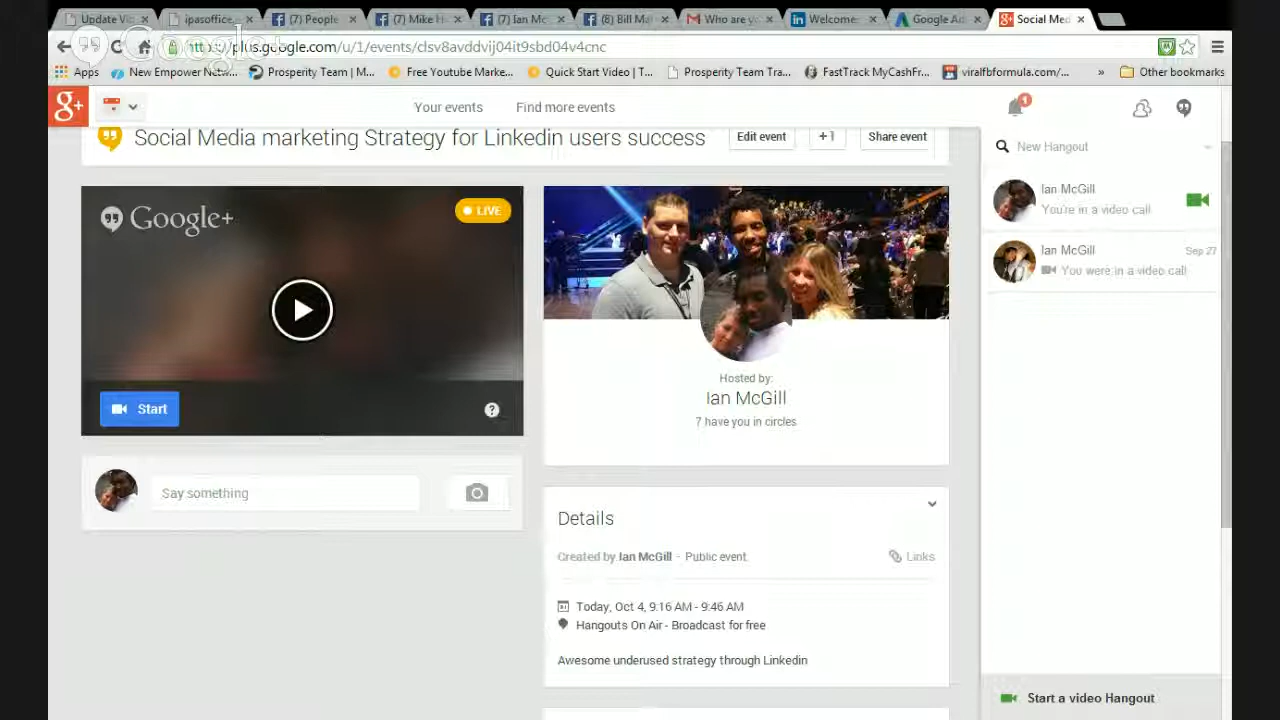 Update Vi
ipasoffice.
(7) People
(7) Mike H
(7) Ian Mc
(8) Bill Ma
Who are y
Welcome
Google Ad
Social Med
Google+
https://plus.google.com/u/1/events/clsv8avddvij04it9sbd04v4cnc
Apps
New Empower Netw...
Prosperity Team | M...
Free Youtube Marke...
Quick Start Video | T...
Prosperity Team Tra...
FastTrack MyCashFr...
viralfbformula.com/...
»
Other bookmarks
g+
Your events
Find more events
1
Social Media marketing Strategy for Linkedin users success
Edit event
+1
Share event
New Hangout
Google+
LIVE
Start
?
Say something
Hosted by:
Ian McGill
7 have you in circles
Details
Created by Ian McGill - Public event
Links
Today, Oct 4, 9:16 AM - 9:46 AM
Hangouts On Air - Broadcast for free
Awesome underused strategy through Linkedin
Ian McGill
You're in a video call
Ian McGill
Sep 27
You were in a video call
Start a video Hangout